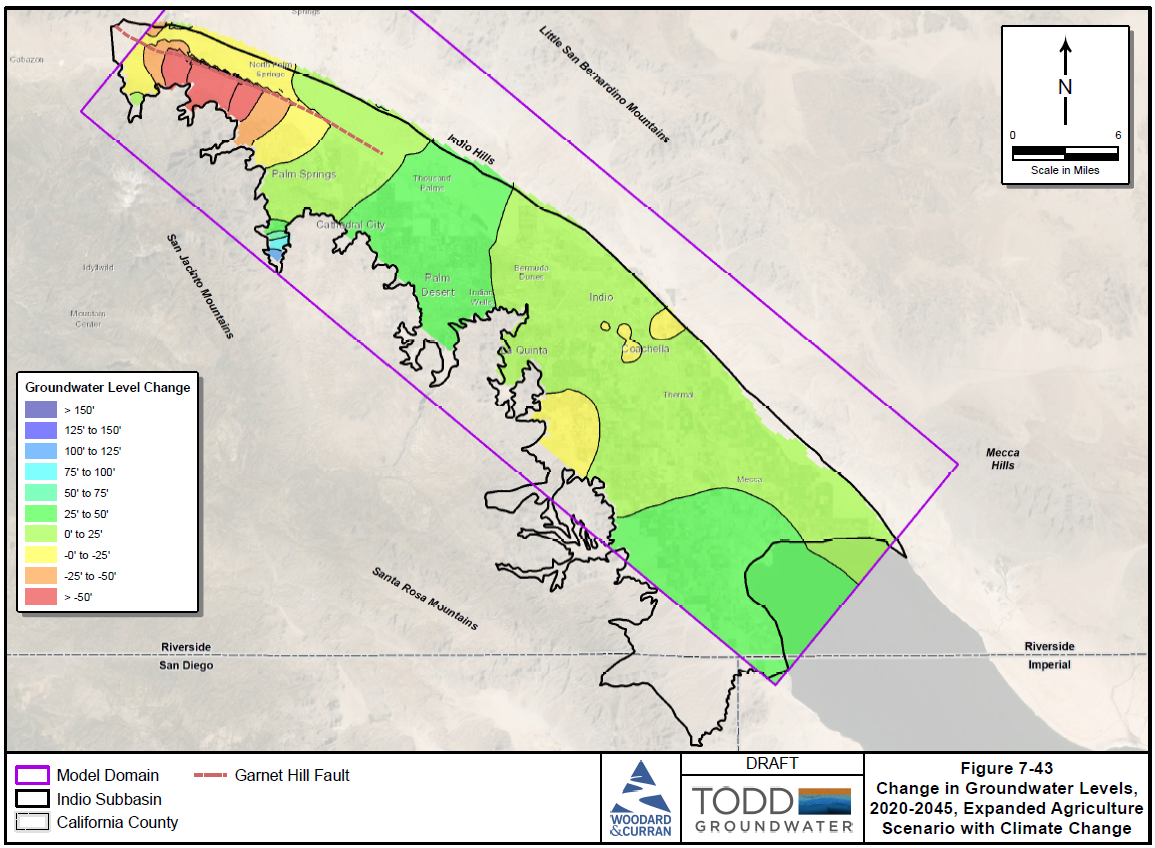 Springs
Cabazon
Little San Bernardino Mountains
N
0 6
Scale in Miles
North Palm
Springs
Indio Hills
Palm Springs
Thousand
Palms
Cathedral City
San Jacinto Mountains
Idyllwild
Mountain
Center
Palm
Desert
Indian
Wells
Bermuda
Dunes
Indio
La Quinta
Coachella
Thermal
Mecca
Mecca
Hills
Santa Rosa Mountains
Groundwater Level Change
> 150'
125' to 150'
100' to 125'
75' to 100'
50' to 75'
25' to 50'
0' to 25'
-0' to -25'
-25' to -50'
> -50'
Riverside
San Diego
Riverside
Imperial
Model Domain
Garnet Hill Fault
Indio Subbasin
California County
WOODARD
&CURRAN
DRAFT
TODD
GROUNDWATER
Figure 7-43
Change in Groundwater Levels,
2020-2045, Expanded Agriculture
Scenario with Climate Change